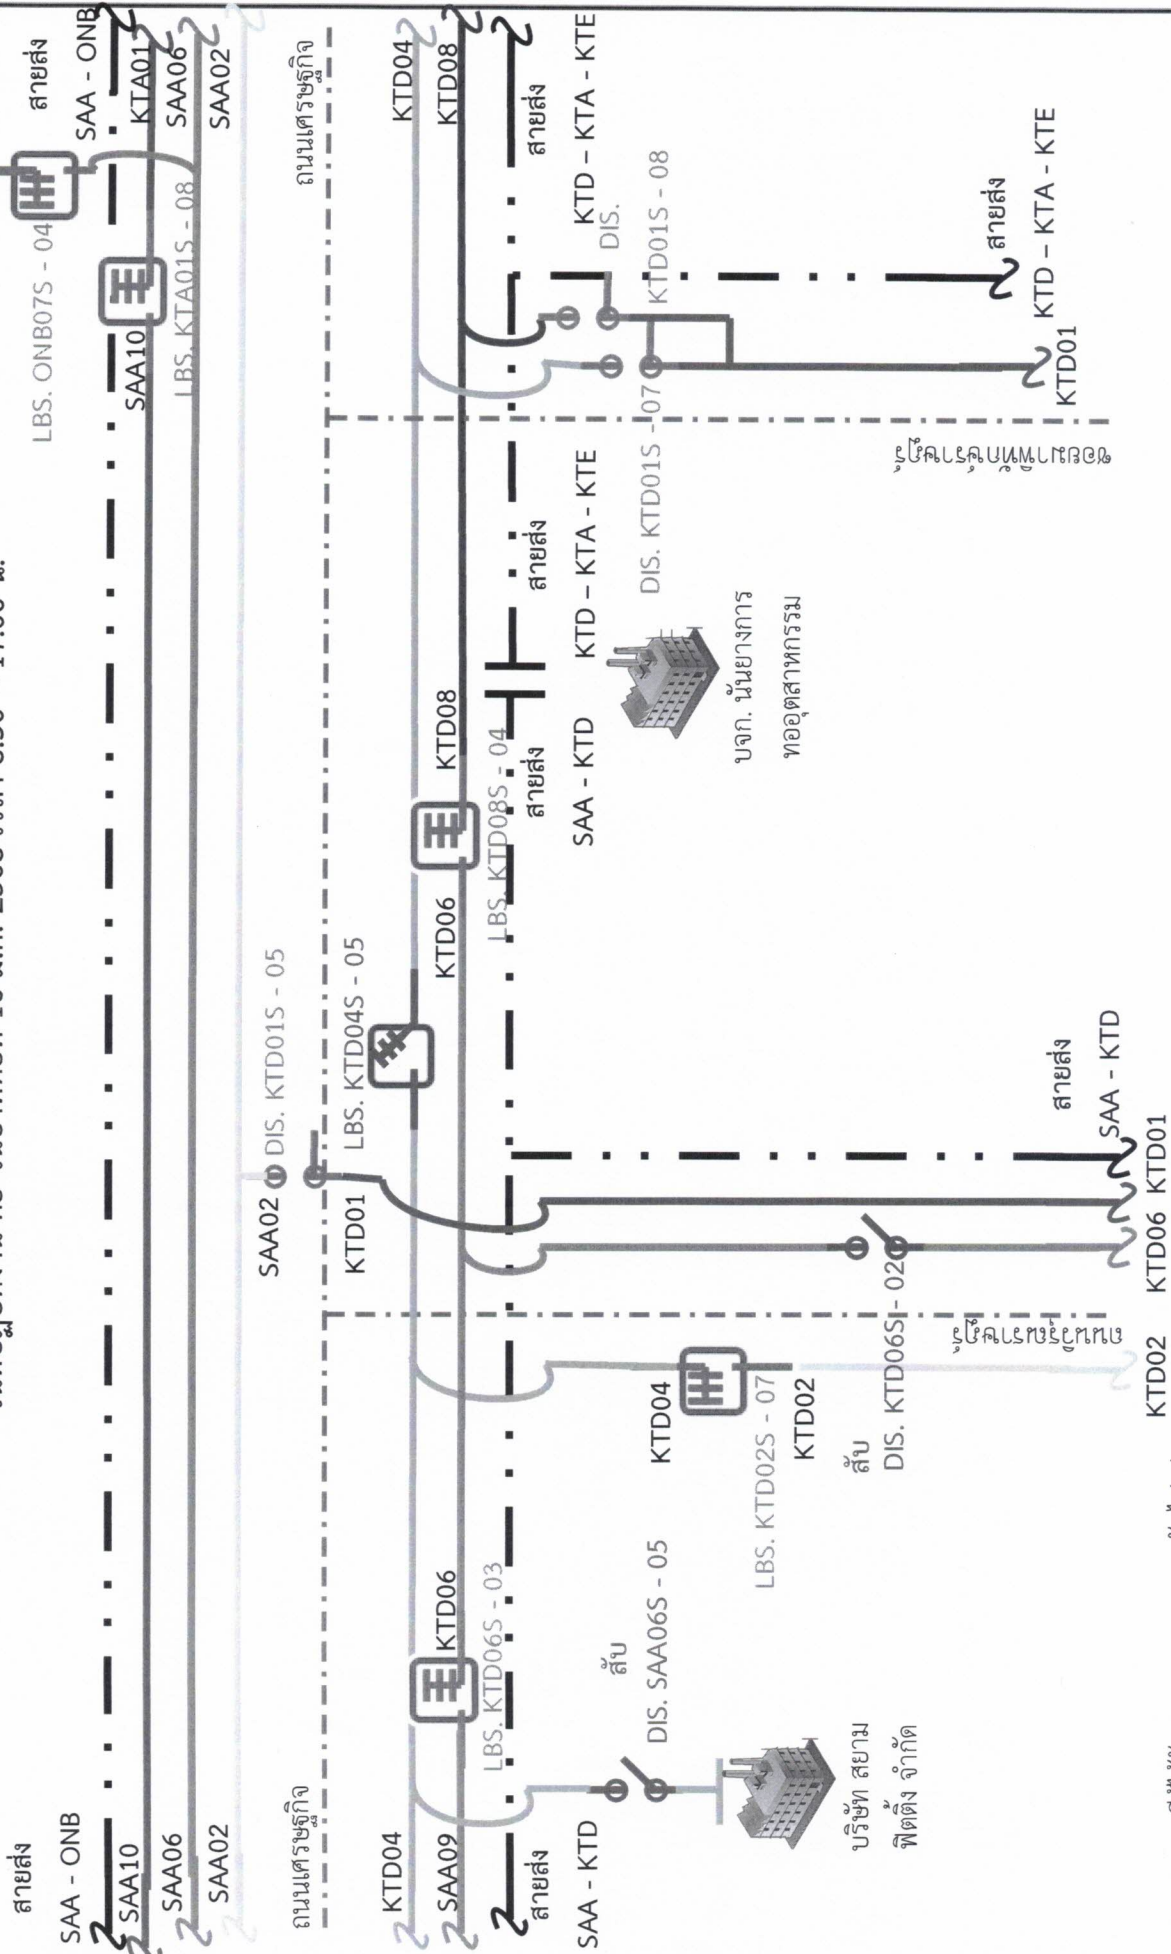 สายส่ง
SAA - ONB
SAA10
SAA06
SAA02
ถนนเศรษฐกิจ
KTD04
SAA09
สายส่ง
SAA - KTD
LBS. ONB07S - 04
สายส่ง
SAA - ONB
KTA01
SAA06
SAA02
SAA10
LBS. KTA01S - 08
ถนนเศรษฐกิจ
KTD04
KTD08
สายส่ง
KTD – KTA - KTE
SAA02
DIS. KTD01S - 05
KTD01
LBS. KTD04S - 05
KTD06
KTD08
LBS. KTD08S - 04
สายส่ง
SAA - KTD
สายส่ง
KTD – KTA - KTE
KTD06
LBS. KTD06S - 03
สับ
DIS. SAA06S - 05
บริษัท สยาม
ฟิตติ้ง จำกัด
KTD04
LBS. KTD02S - 07
KTD02
สับ
DIS. KTD06S - 02
KTD02
KTD06
KTD01
สายส่ง
SAA - KTD
บจก. นันยางการ
ทออุตสาหกรรม
DIS. KTD01S - 07
DIS.
KTD01S - 08
KTD01
สายส่ง
KTD – KTA - KTE